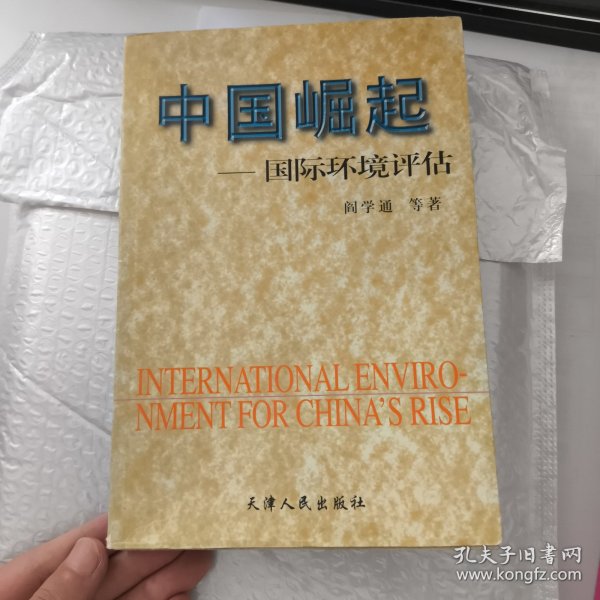 中国崛起
——国际环境评估
阎学通 等著
INTERNATIONAL ENVIRO-
NMENT FOR CHINA'S RISE
天津人民出版社
孔夫子旧书网
www.kongfz.com